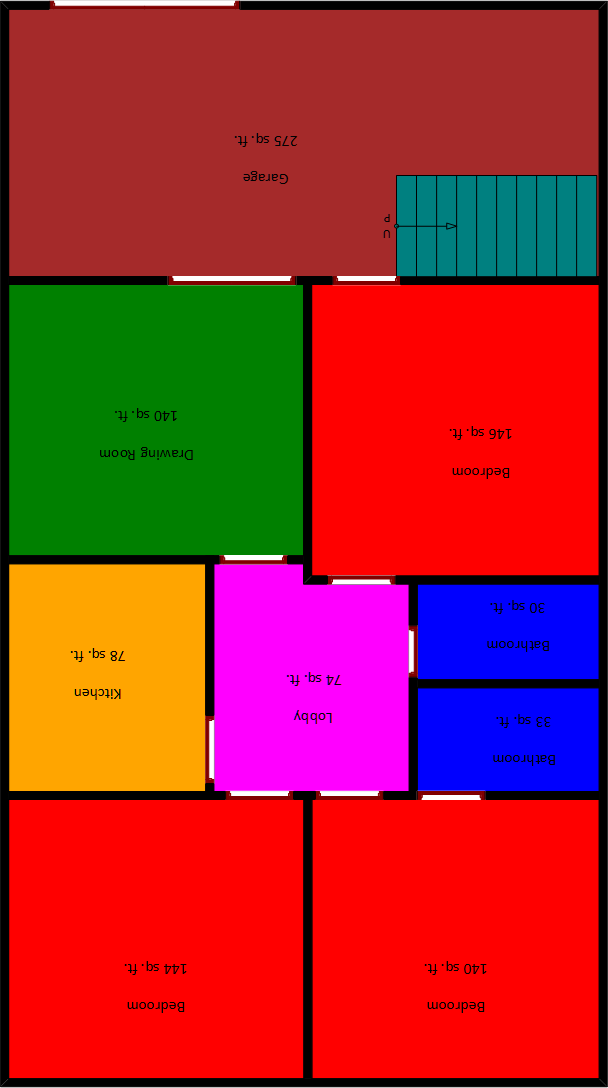 Bedroom
140 sq. ft.
Bedroom
144 sq. ft.
Bathroom
33 sq. ft.
Lobby
74 sq. ft.
Kitchen
78 sq. ft.
Bathroom
30 sq. ft
Bedroom
146 sq. ft.
Drawing Room
140 sq. ft.
U
P
Garage
275 sq. ft.